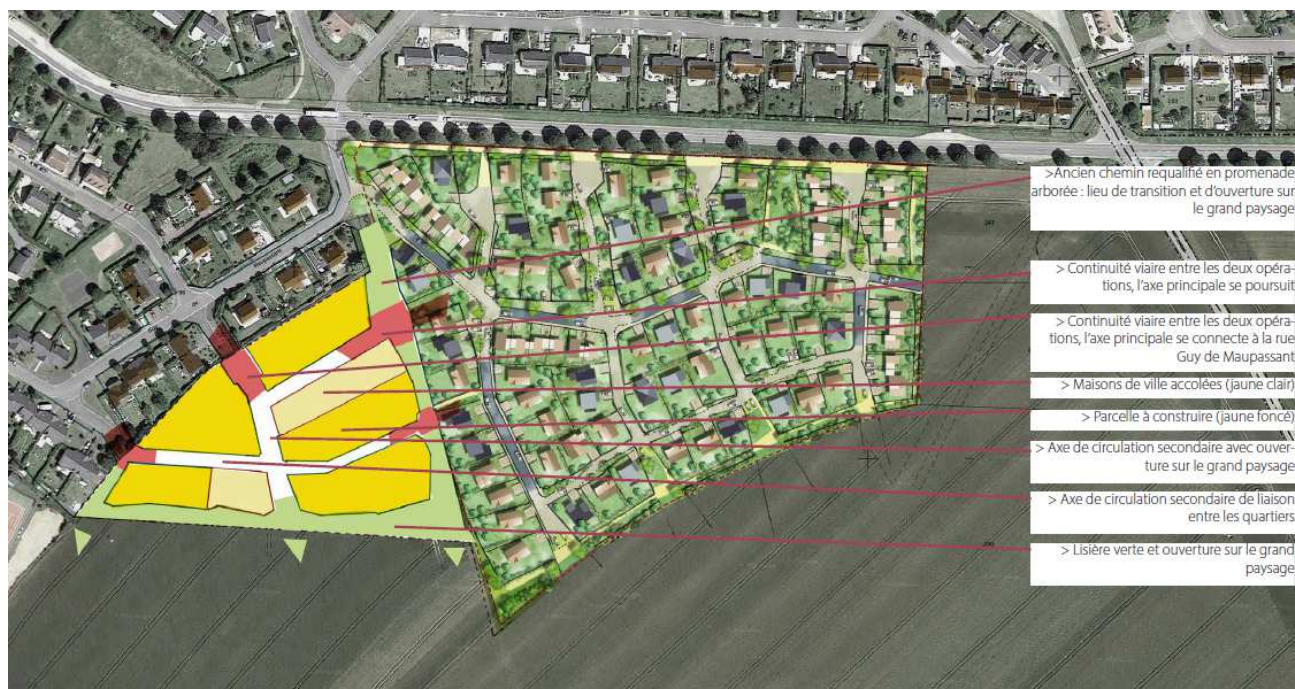 >Ancien chemin requalifié en promenade
arborée : lieu de transition et d'ouverture sur
le grand paysage
> Continuité viaire entre les deux opéra-
tions, l'axe principale se poursuit
> Continuité viaire entre les deux opéra-
tions, l'axe principale se connecte à la rue
Guy de Maupassant
> Maisons de ville accolées (jaune clair)
> Parcelle à construire (jaune foncé)
> Axe de circulation secondaire avec ouver-
ture sur le grand paysage
> Axe de circulation secondaire de liaison
entre les quartiers
> Lisière verte et ouverture sur le grand
paysage